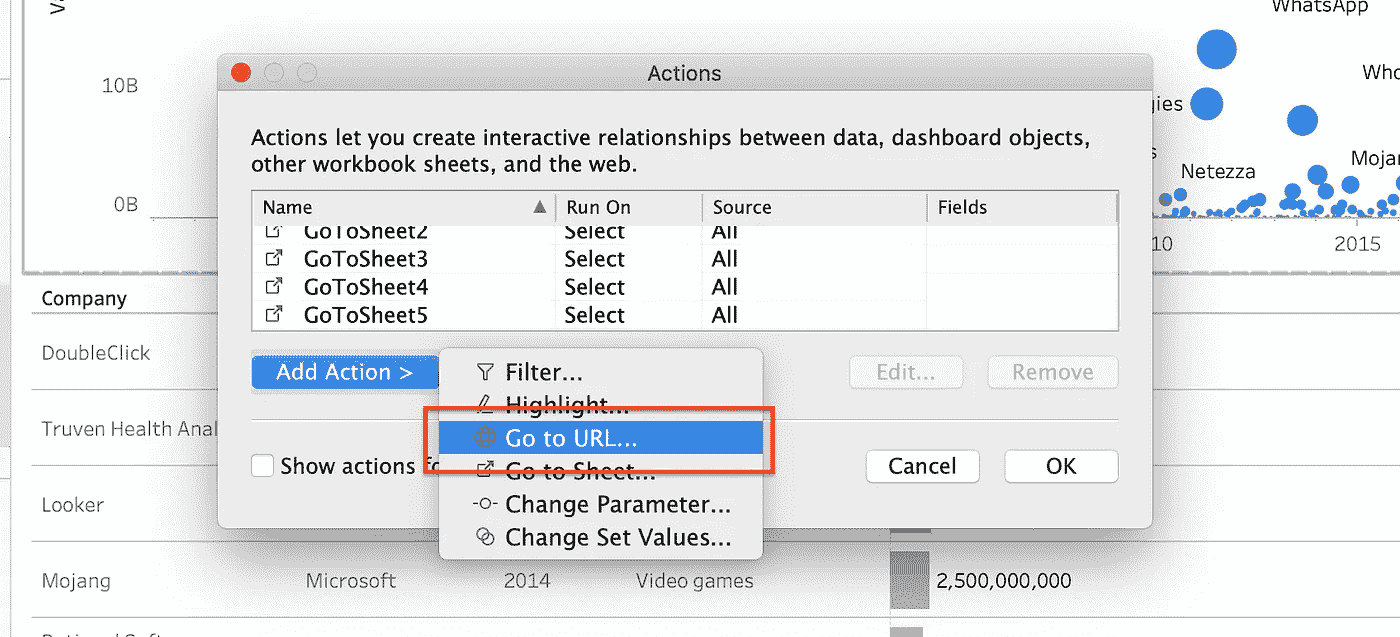 WhatsApp
10B
Actions
Actions let you create interactive relationships between data, dashboard objects,
other workbook sheets, and the web.
Netezza
0B
Name Run On Source Fields
GoToSheet2 Select All
GoToSheet3 Select All
GoToSheet4 Select All
GoToSheet5 Select All
10 2015
Company
DoubleClick
Truven Health Anal
Looker
Mojang Microsoft 2014 Video games 2,500,000,000
Add Action >
Filter...
Highlight...
Go to URL...
Go to Sheet...
Change Parameter...
Change Set Values...
Edit... Remove
Show actions
Cancel OK